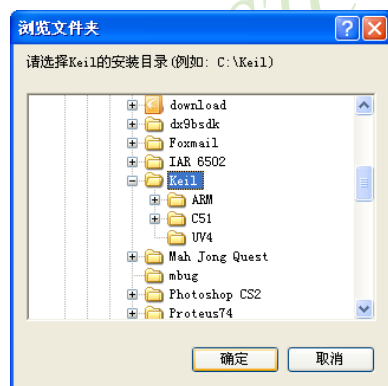 浏览文件夹
请选择Keil的安装目录(例如: C:\Keil)
download
dx9bsdk
Foxmail
IAR 6502
Keil
ARM
C51
UV4
Mah Jong Quest
mbug
Photoshop CS2
Proteus74
确定
取消